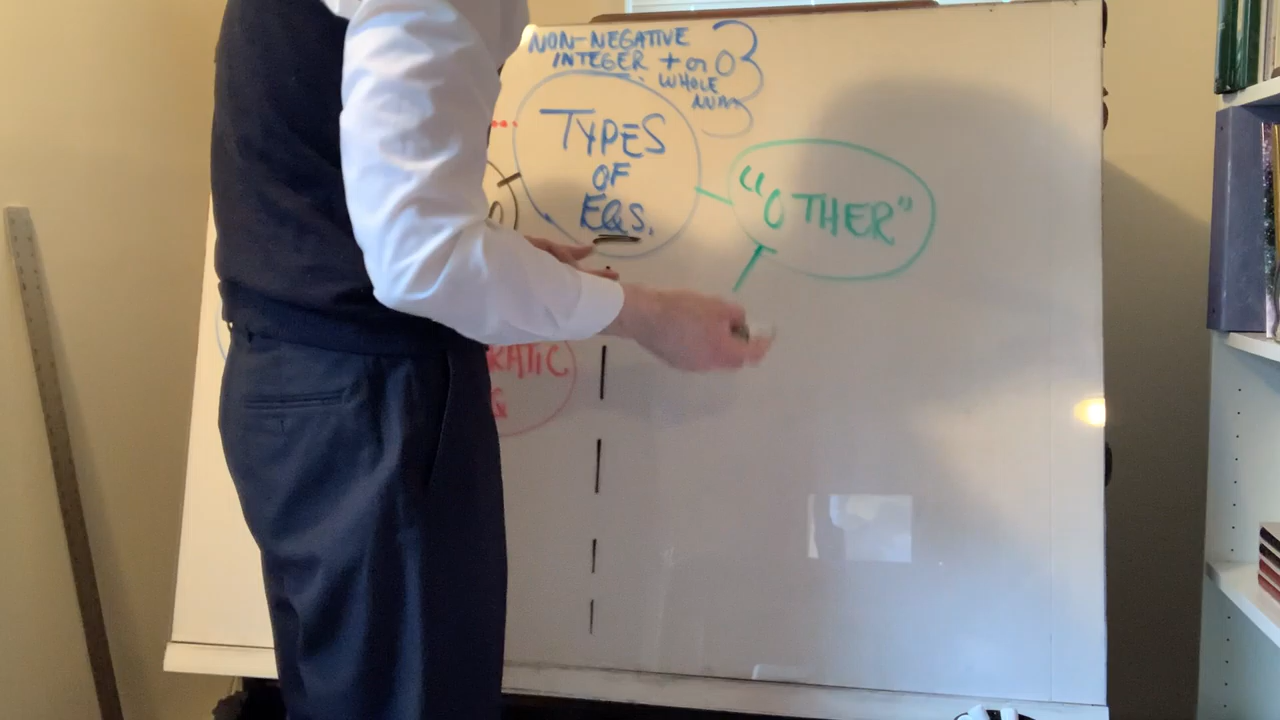 NON-NEGATIVE
INTEGER + or 0
WHOLE
NUM
TYPES
OF
EQS.
"OTHER"
RATIC